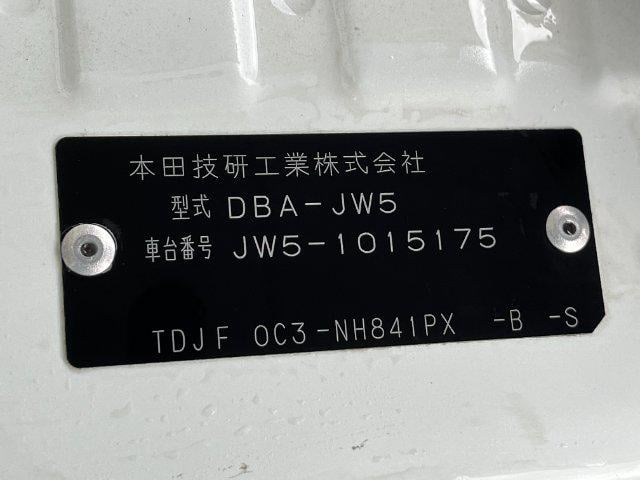 本田技研工業株式会社
型式 DBA-JW5
車台番号 JW5-1015175
TDJF 0C3-NH841PX -B -S